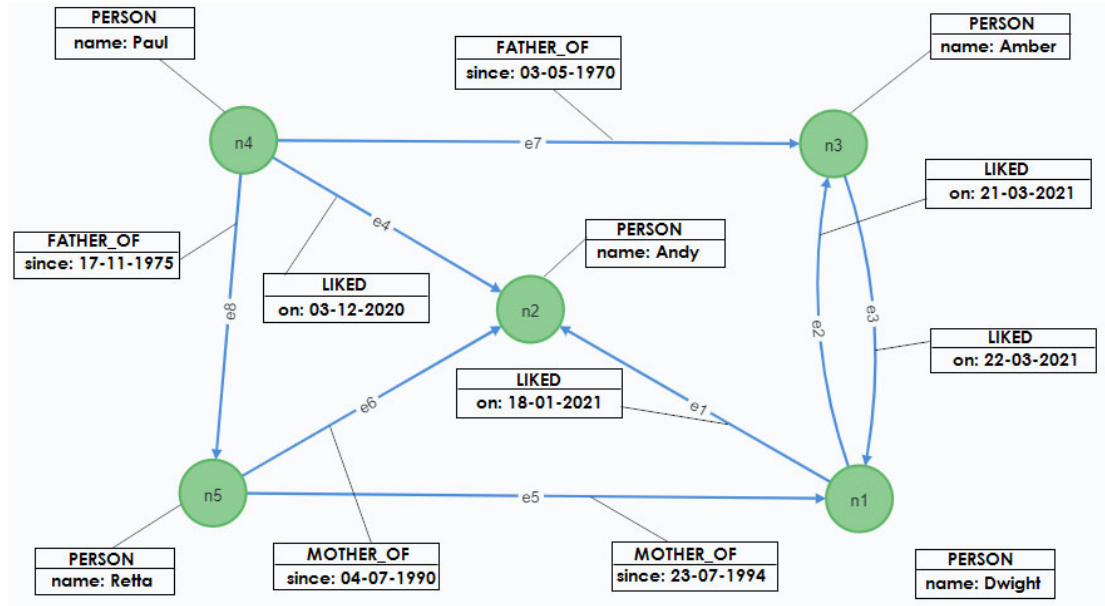 PERSON
name: Paul
FATHER_OF
since: 03-05-1970
PERSON
name: Amber
n4
e7
n3
LIKED
on: 21-03-2021
e4
FATHER_OF
since: 17-11-1975
PERSON
name: Andy
LIKED
on: 03-12-2020
e8
n2
e2
e3
LIKED
on: 22-03-2021
LIKED
on: 18-01-2021
e6
e1
n5
e5
n1
PERSON
name: Retta
MOTHER_OF
since: 04-07-1990
MOTHER_OF
since: 23-07-1994
PERSON
name: Dwight